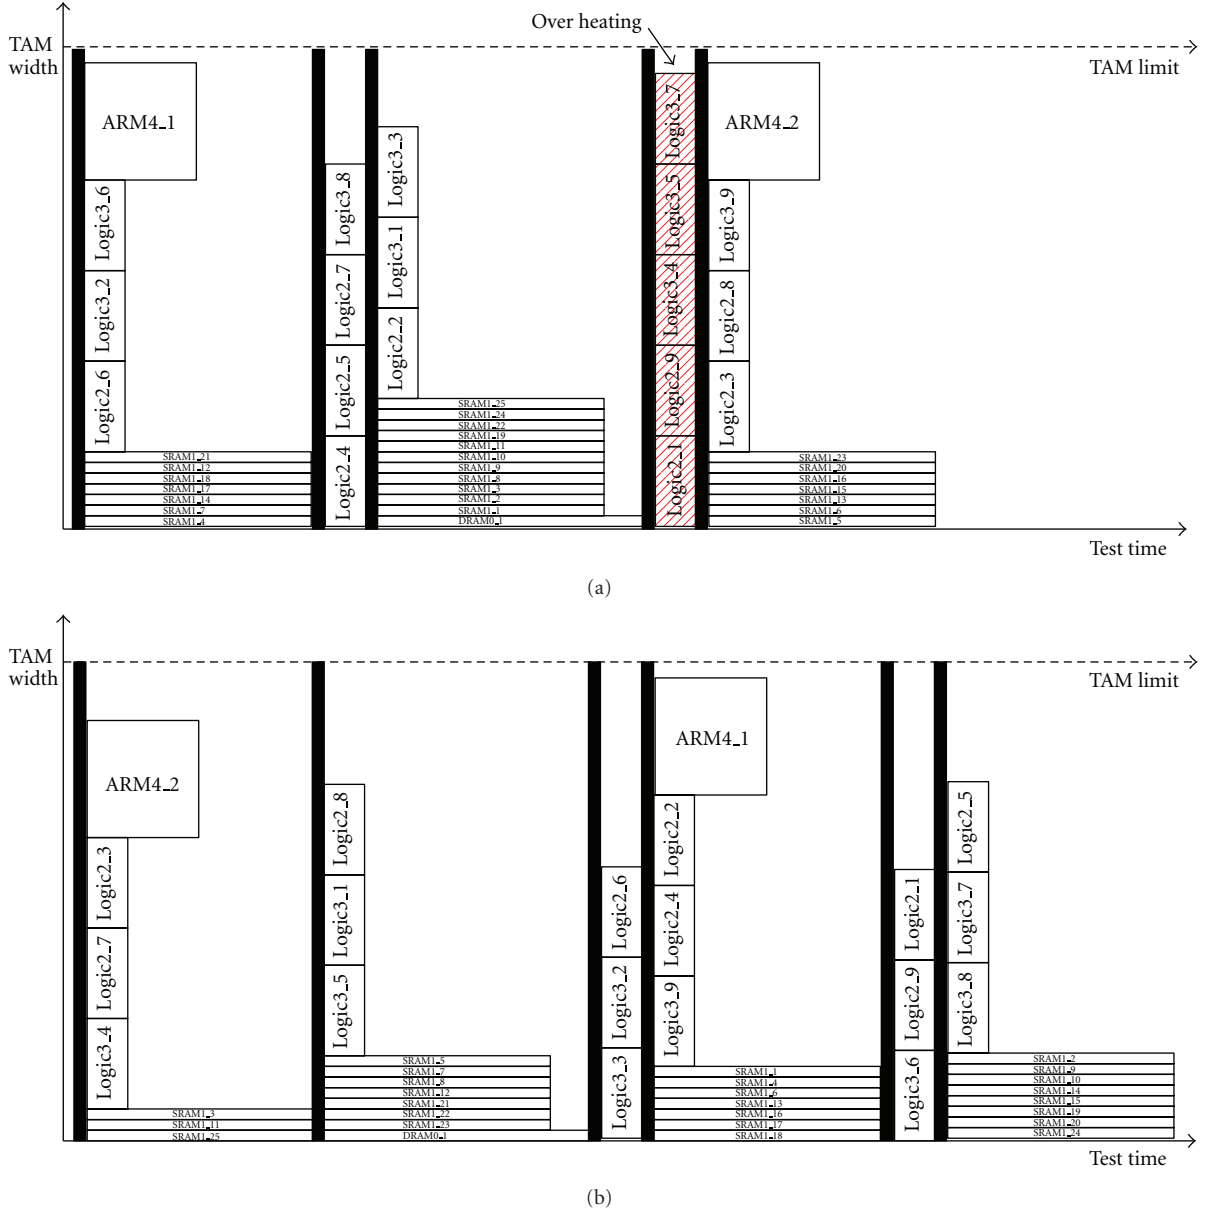 Over heating
TAM
width
TAM limit
ARM4_1
Logic3_6
Logic3_2
Logic2_6
SRAM1_21
SRAM1_12
SRAM1_18
SRAM1_17
SRAM1_14
SRAM1_7
SRAM1_4
Logic3_8
Logic2_7
Logic2_5
Logic2_4
Logic3_3
Logic3_1
Logic2_2
SRAM1_25
SRAM1_24
SRAM1_22
SRAM1_19
SRAM1_11
SRAM1_10
SRAM1_9
SRAM1_8
SRAM1_3
SRAM1_2
SRAM1_1
DRAM0_1
Logic3_7
Logic3_5
Logic3_4
Logic2_9
Logic2_1
ARM4_2
Logic3_9
Logic2_8
Logic2_3
SRAM1_23
SRAM1_20
SRAM1_16
SRAM1_15
SRAM1_13
SRAM1_6
SRAM1_5
Test time
(a)
TAM
width
TAM limit
ARM4_2
Logic2_3
Logic2_7
Logic3_4
SRAM1_3
SRAM1_11
SRAM1_25
Logic2_8
Logic3_1
Logic3_5
SRAM1_5
SRAM1_7
SRAM1_8
SRAM1_12
SRAM1_21
SRAM1_22
SRAM1_23
DRAM0_1
Logic2_6
Logic3_2
Logic3_3
ARM4_1
Logic2_2
Logic2_4
Logic3_9
SRAM1_1
SRAM1_4
SRAM1_6
SRAM1_13
SRAM1_16
SRAM1_17
SRAM1_18
Logic2_1
Logic2_9
Logic3_6
Logic2_5
Logic3_7
Logic3_8
SRAM1_2
SRAM1_9
SRAM1_10
SRAM1_14
SRAM1_15
SRAM1_19
SRAM1_20
SRAM1_24
Test time
(b)